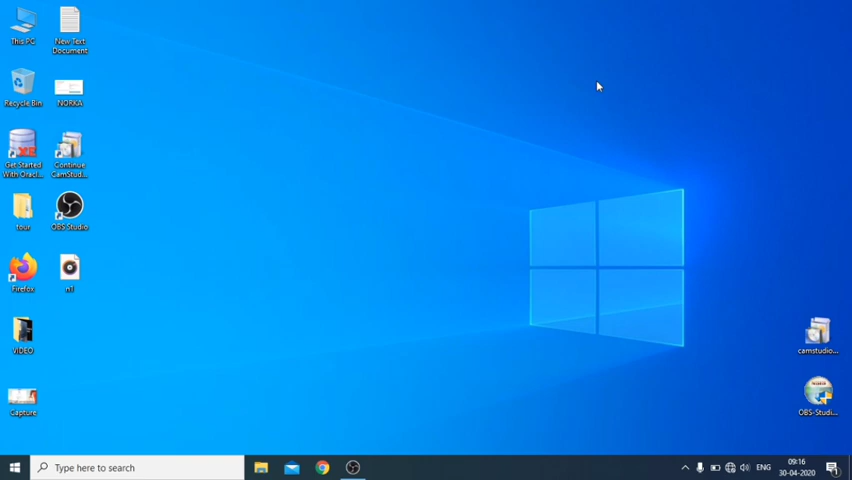 This PC
New Text
Document
Recycle Bin
NORKA
Get Started
With Oracl...
Continue
CamStud...
tour
OBS Studio
Firefox
VIDEO
Capture
camstudio...
OBS-Studi...
Type here to search
ENG
09:16
30-04-2020